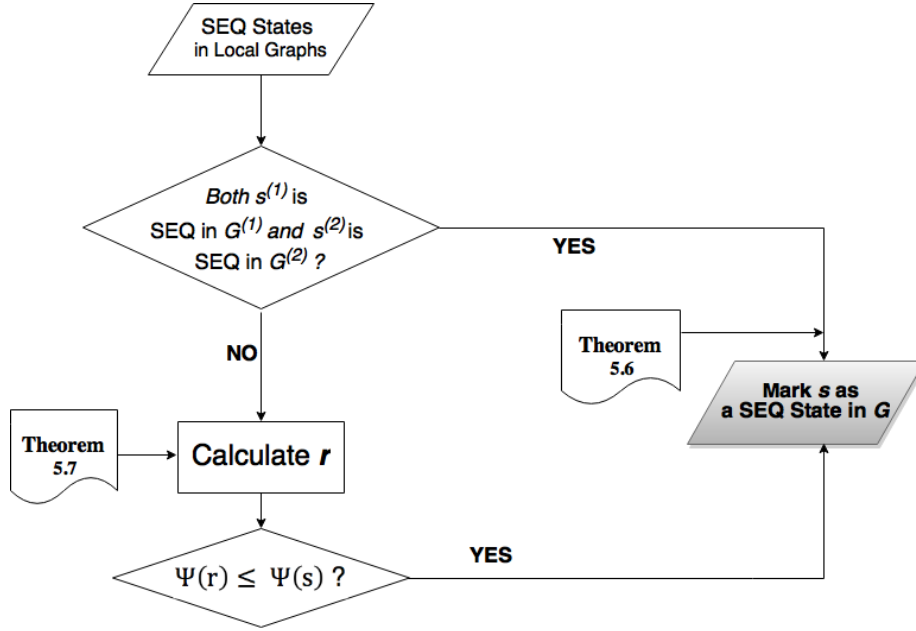 SEQ States
in Local Graphs
Both s⁽¹⁾ is
SEQ in G⁽¹⁾ and s⁽²⁾ is
SEQ in G⁽²⁾ ?
YES
NO
Theorem
5.6
Mark s as
a SEQ State in G
Theorem
5.7
Calculate r
YES
Ψ(r) ≤ Ψ(s) ?